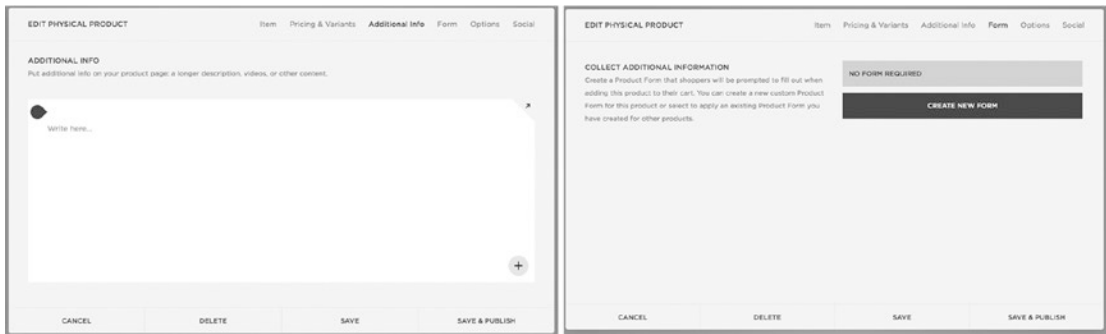 EDIT PHYSICAL PRODUCT
Item Pricing & Variants Additional Info Form Options Social
ADDITIONAL INFO
Put additional info on your product page: a longer description, videos, or other content.
Write here...
CANCEL DELETE SAVE SAVE & PUBLISH
EDIT PHYSICAL PRODUCT
Item Pricing & Variants Additional Info Form Options Social
COLLECT ADDITIONAL INFORMATION
Create a Product Form that shoppers will be prompted to fill out when
adding this product to their cart. You can create a new custom Product
Form for this product or select to apply an existing Product Form you
have created for other products.
NO FORM REQUIRED
CREATE NEW FORM
CANCEL DELETE SAVE SAVE & PUBLISH